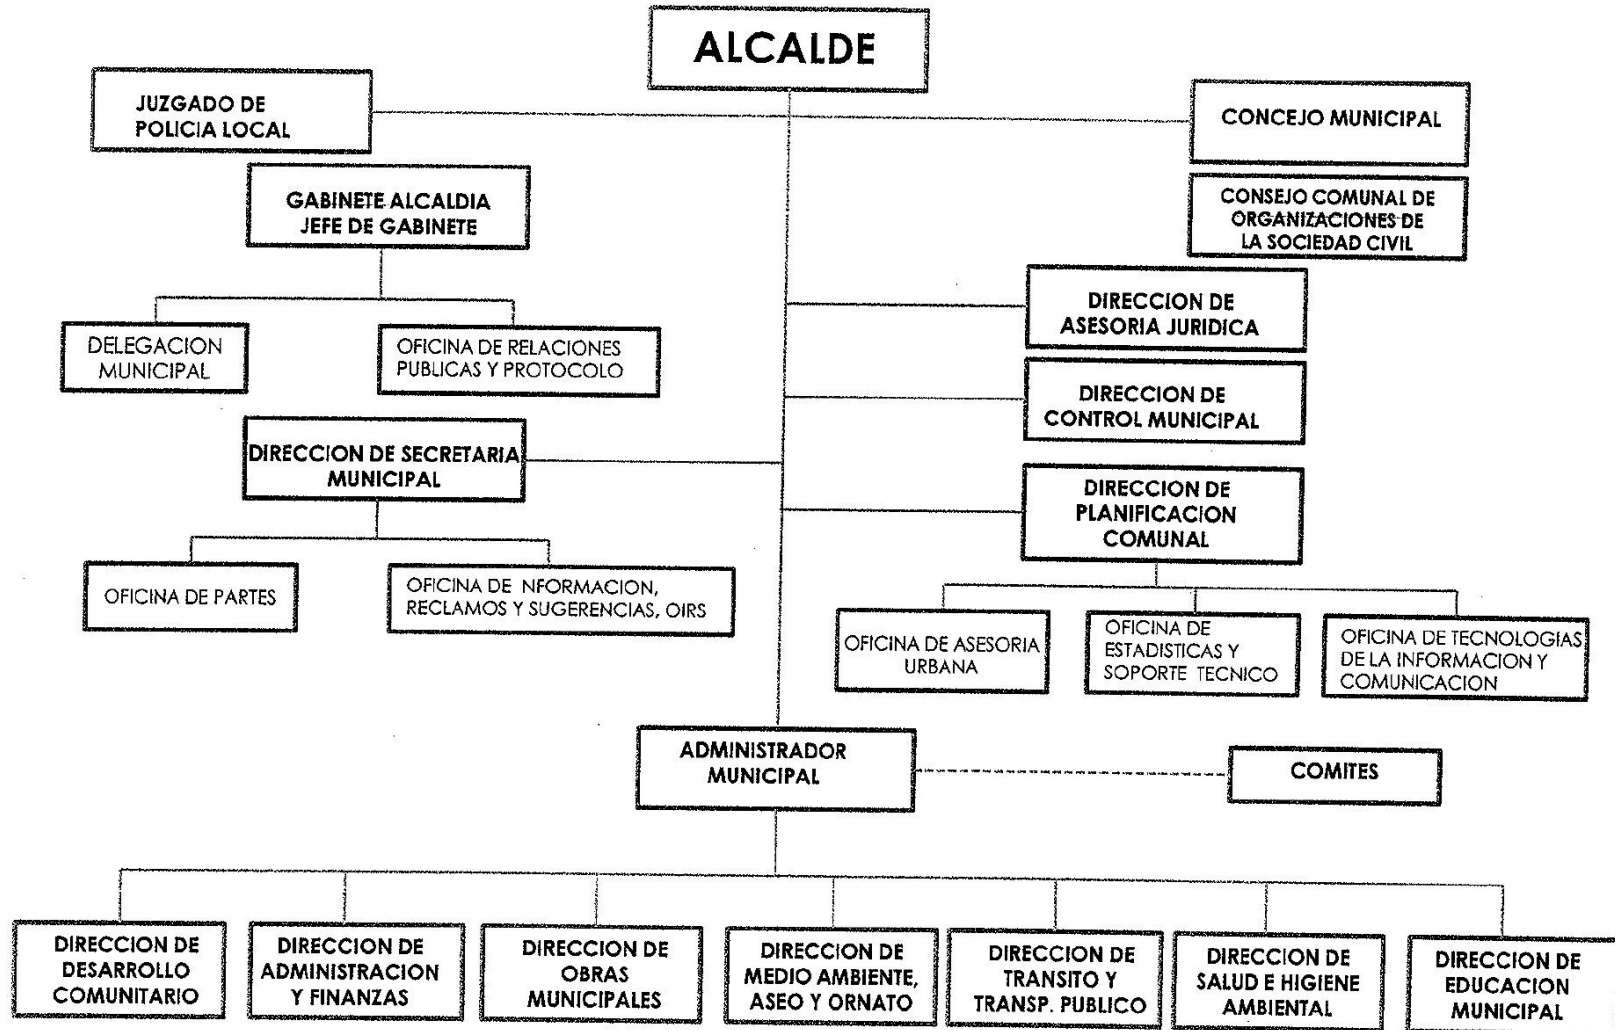 ALCALDE
JUZGADO DE
POLICIA LOCAL
CONCEJO MUNICIPAL
GABINETE ALCALDIA
JEFE DE GABINETE
CONSEJO COMUNAL DE
ORGANIZACIONES DE
LA SOCIEDAD CIVIL
DIRECCION DE
ASESORIA JURIDICA
DELEGACION
MUNICIPAL
OFICINA DE RELACIONES
PUBLICAS Y PROTOCOLO
DIRECCION DE
CONTROL MUNICIPAL
DIRECCION DE SECRETARIA
MUNICIPAL
DIRECCION DE
PLANIFICACION
COMUNAL
OFICINA DE PARTES
OFICINA DE NFORMACION,
RECLAMOS Y SUGERENCIAS, OIRS
OFICINA DE ASESORIA
URBANA
OFICINA DE
ESTADISTICAS Y
SOPORTE TECNICO
OFICINA DE TECNOLOGIAS
DE LA INFORMACION Y
COMUNICACION
ADMINISTRADOR
MUNICIPAL
COMITES
DIRECCION DE
DESARROLLO
COMUNITARIO
DIRECCION DE
ADMINISTRACION
Y FINANZAS
DIRECCION DE
OBRAS
MUNICIPALES
DIRECCION DE
MEDIO AMBIENTE,
ASEO Y ORNATO
DIRECCION DE
TRANSITO Y
TRANSP. PUBLICO
DIRECCION DE
SALUD E HIGIENE
AMBIENTAL
DIRECCION DE
EDUCACION
MUNICIPAL